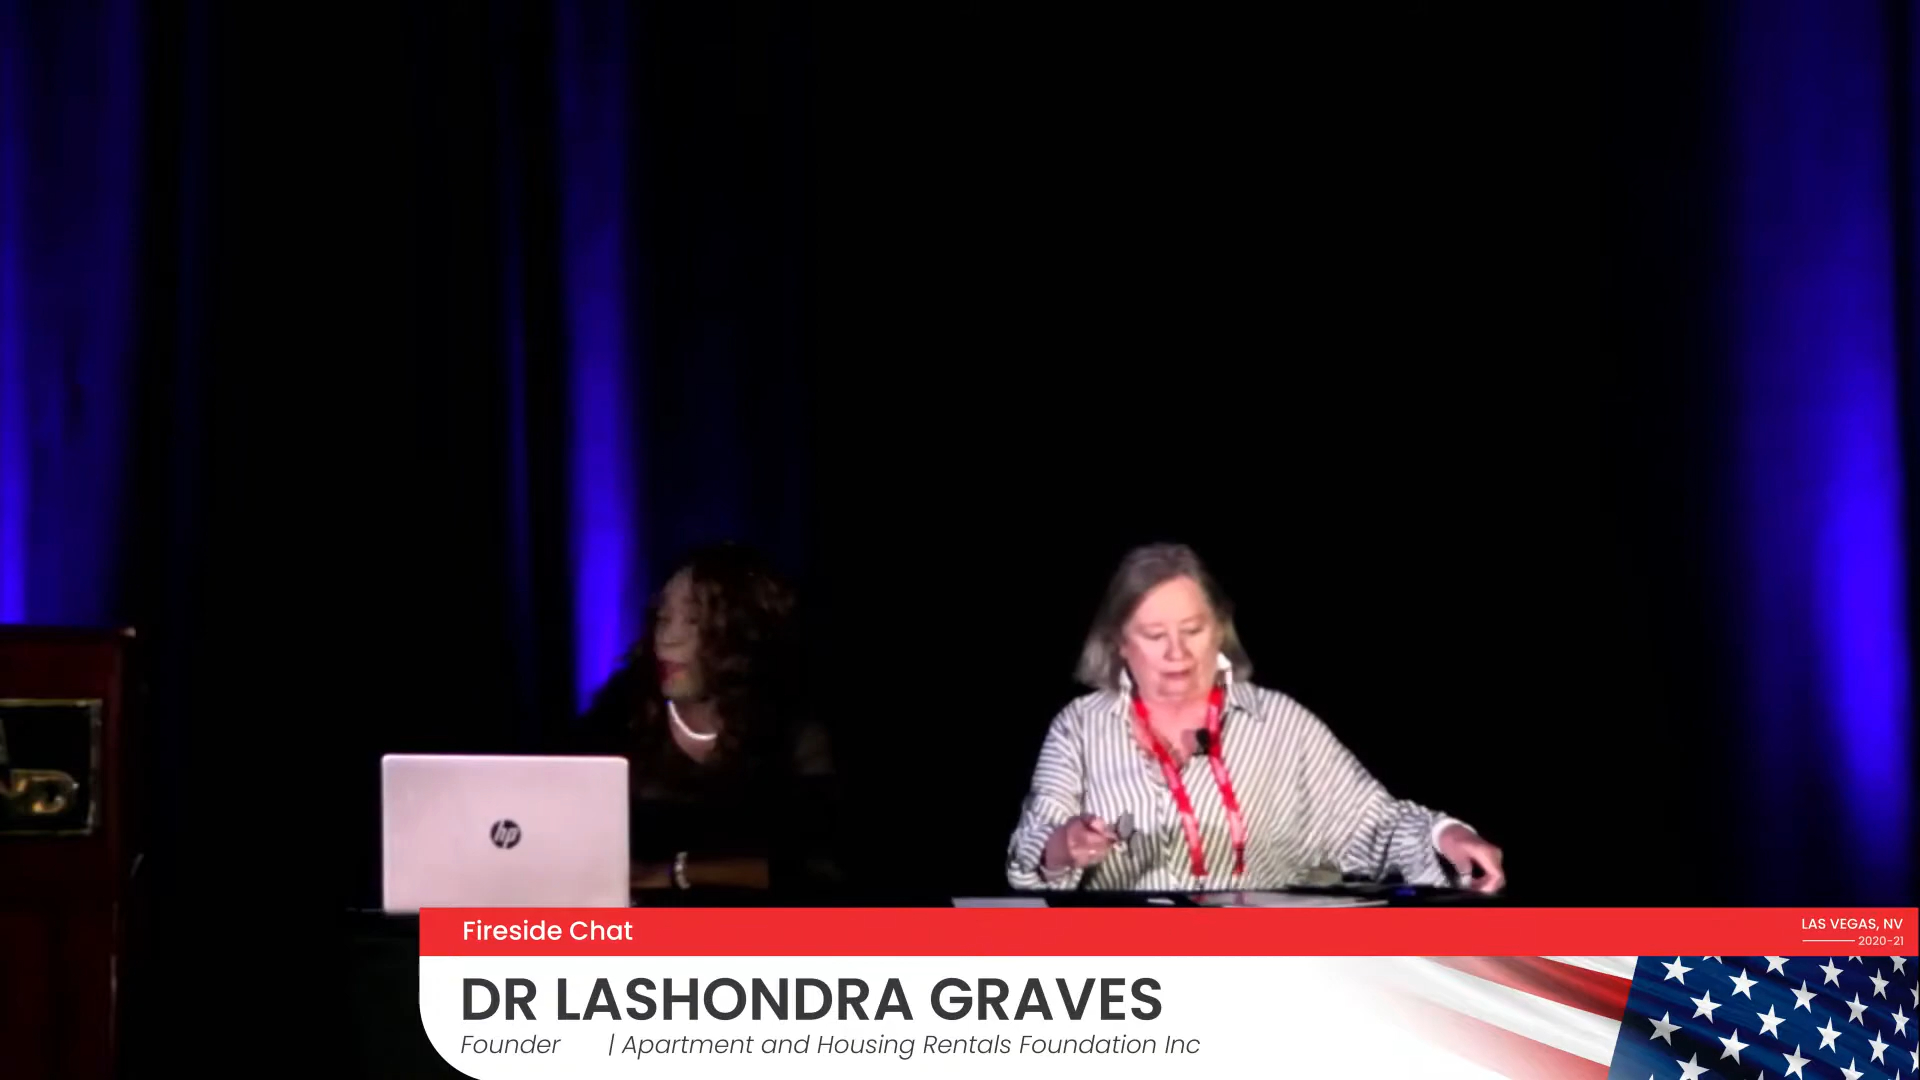 hp
Fireside Chat
LAS VEGAS, NV
2020-21
DR LASHONDRA GRAVES
Founder | Apartment and Housing Rentals Foundation Inc